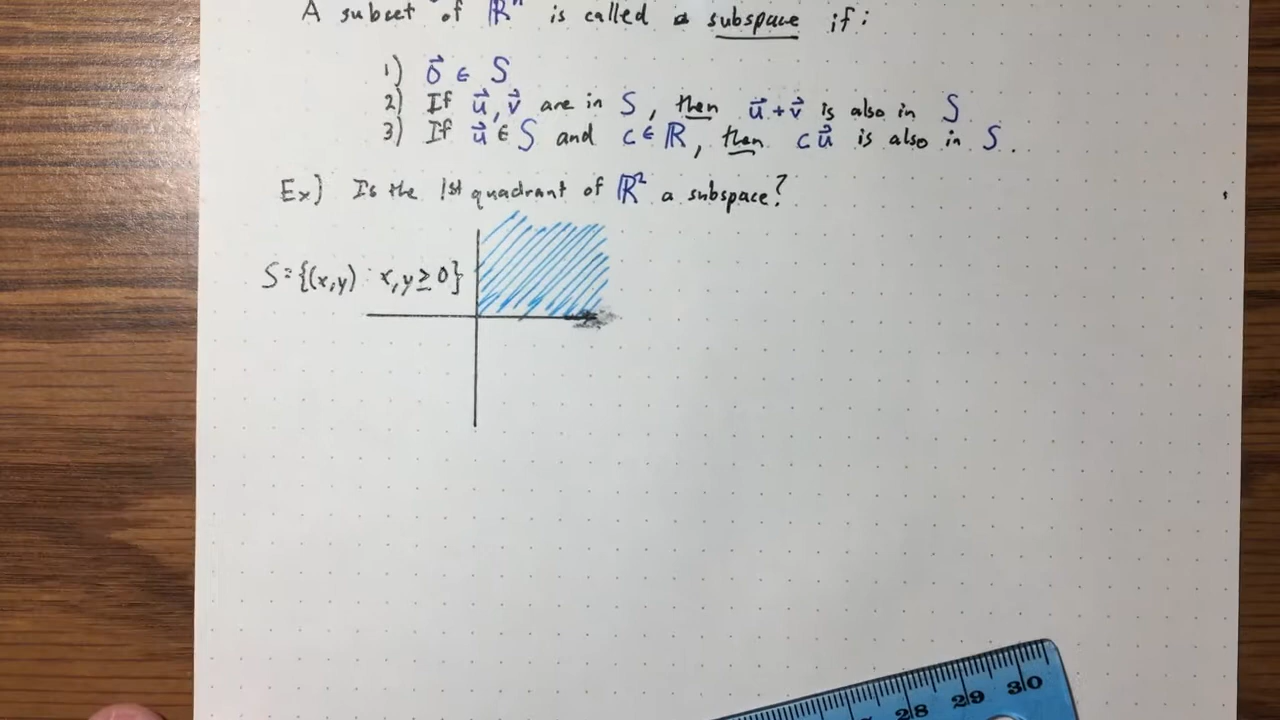 A subset of ℝⁿ is called a subspace if:
1) 0⃗ ∈ S
2) If u⃗, v⃗ are in S, then u⃗ + v⃗ is also in S
3) If u⃗ ∈ S and c ∈ ℝ, then cu⃗ is also in S.
Ex) Is the 1st quadrant of ℝ² a subspace?
S = {(x,y) : x,y ≥ 0}
28 29 30